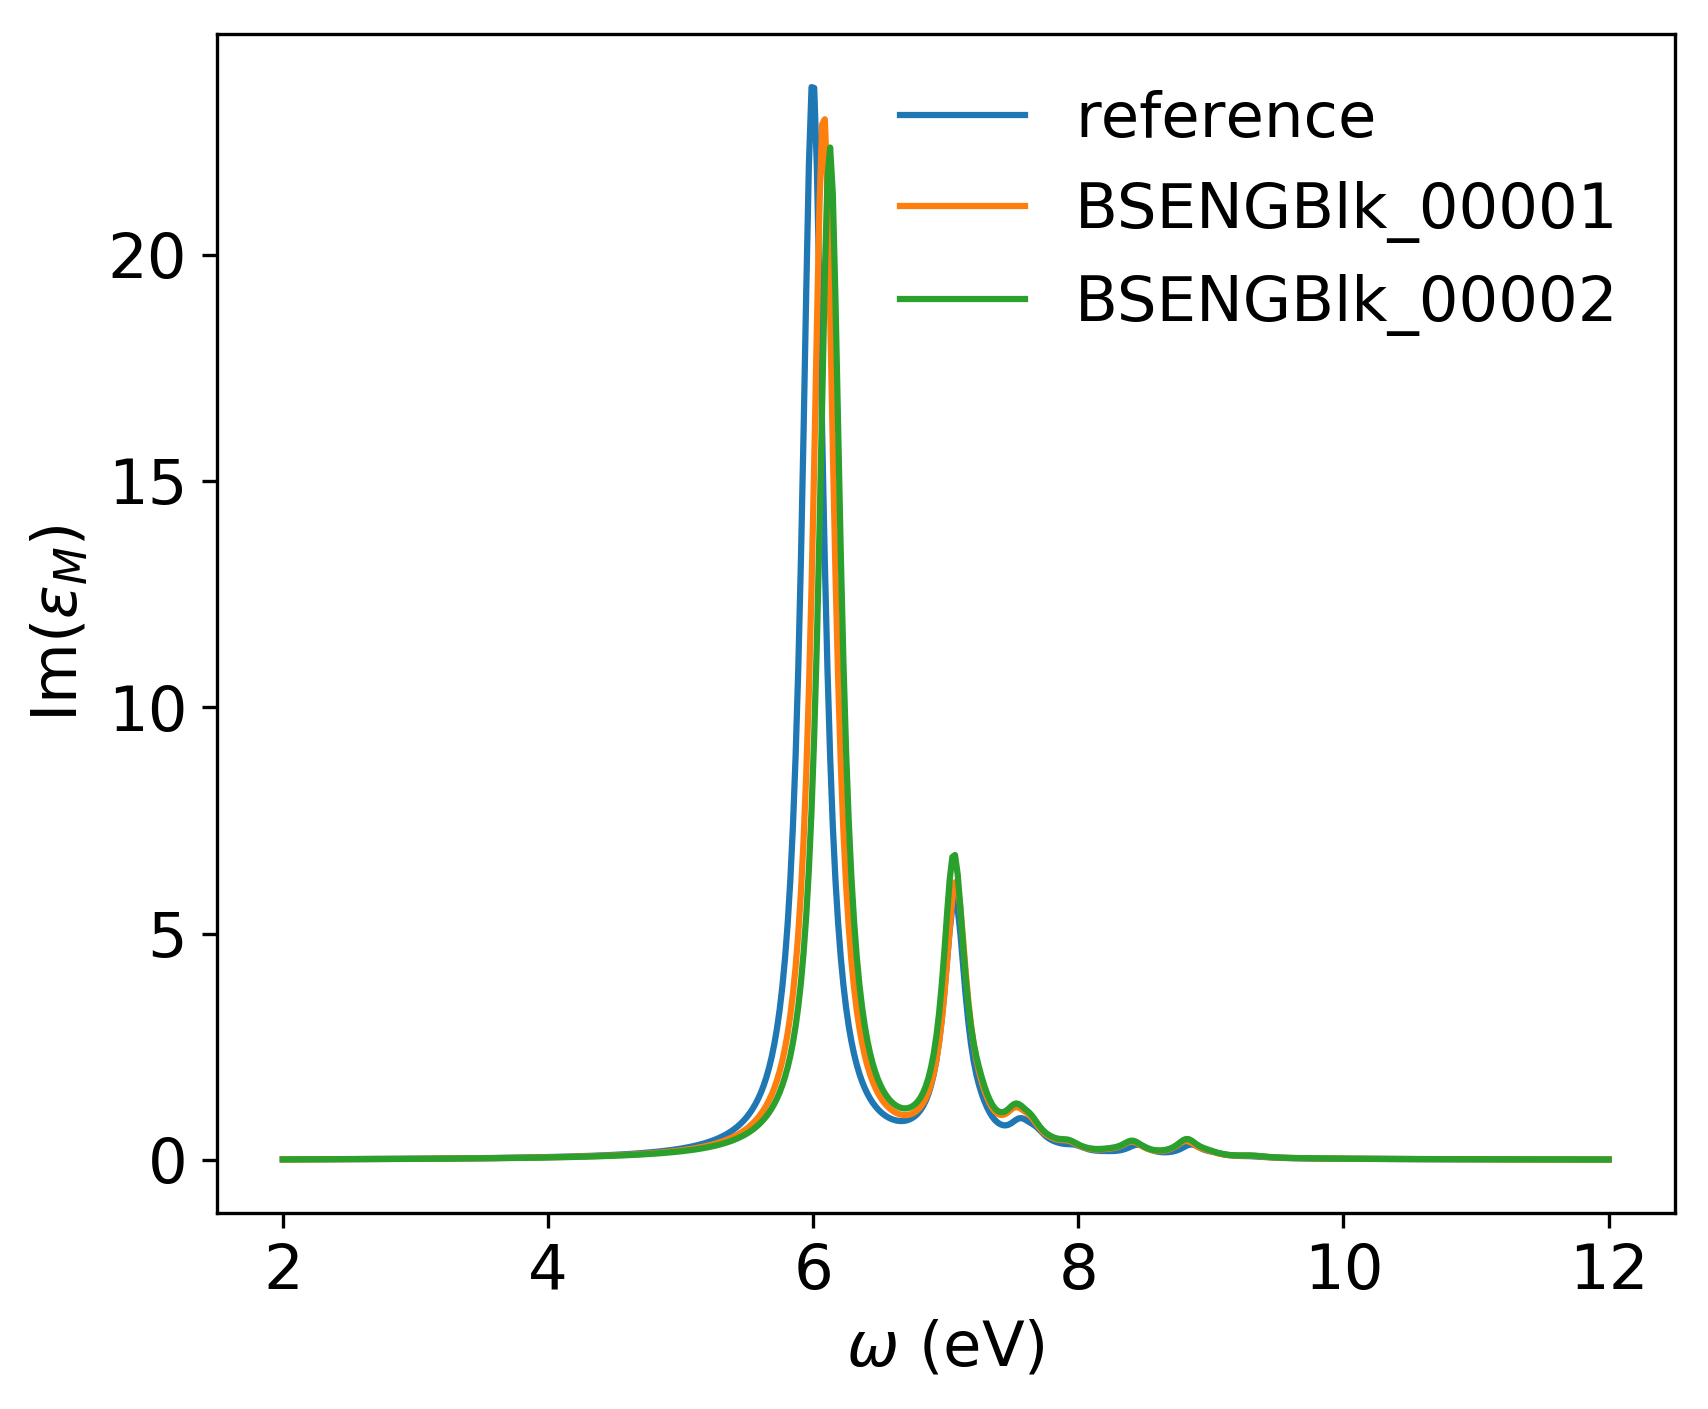 reference
BSENGBlk_00001
BSENGBlk_00002
20
15
10
5
0
Im(εM)
2 4 6 8 10 12
ω (eV)